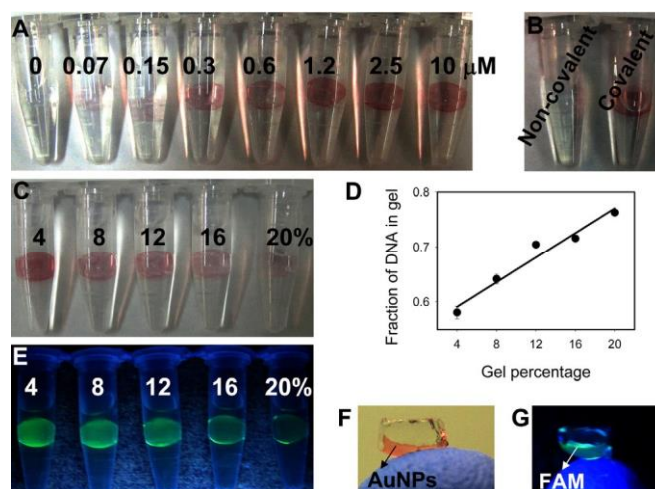 A
0 0.07 0.15 0.3 0.6 1.2 2.5 10 μM
B
Non-covalent
Covalent
C
4 8 12 16 20%
D
Fraction of DNA in gel
0.8
0.7
0.6
4 8 12 16 20
Gel percentage
E
4 8 12 16 20%
F
AuNPs
G
FAM